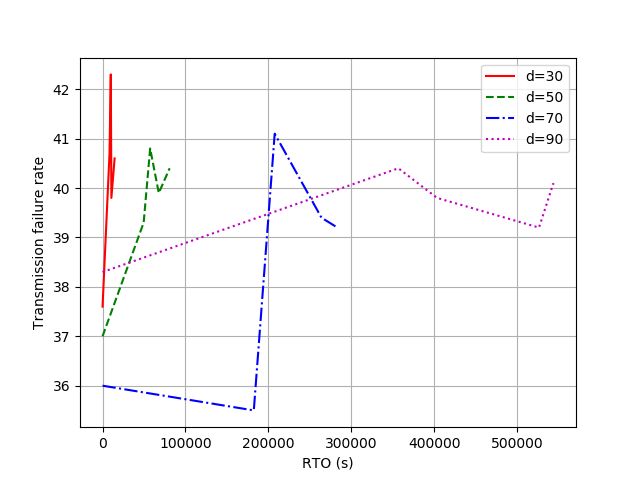 d=30
d=50
d=70
d=90
42
41
40
39
38
37
36
Transmission failure rate
0 100000 200000 300000 400000 500000
RTO (s)